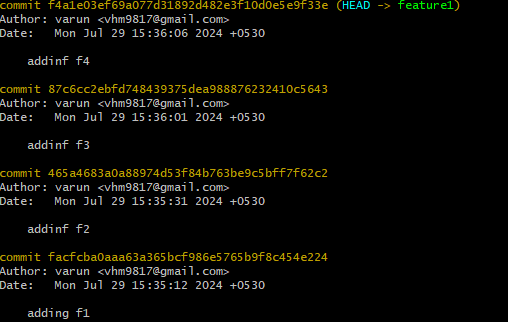 commit f4a1e03ef69a077d31892d482e3f10d0e5e9f33e (HEAD -> feature1)
Author: varun <vhm9817@gmail.com>
Date:   Mon Jul 29 15:36:06 2024 +0530
addinf f4
commit 87c6cc2ebfd748439375dea988876232410c5643
Author: varun <vhm9817@gmail.com>
Date:   Mon Jul 29 15:36:01 2024 +0530
addinf f3
commit 465a4683a0a88974d53f84b763be9c5bff7f62c2
Author: varun <vhm9817@gmail.com>
Date:   Mon Jul 29 15:35:31 2024 +0530
addinf f2
commit facfcba0aaa63a365bcf986e5765b9f8c454e224
Author: varun <vhm9817@gmail.com>
Date:   Mon Jul 29 15:35:12 2024 +0530
adding f1